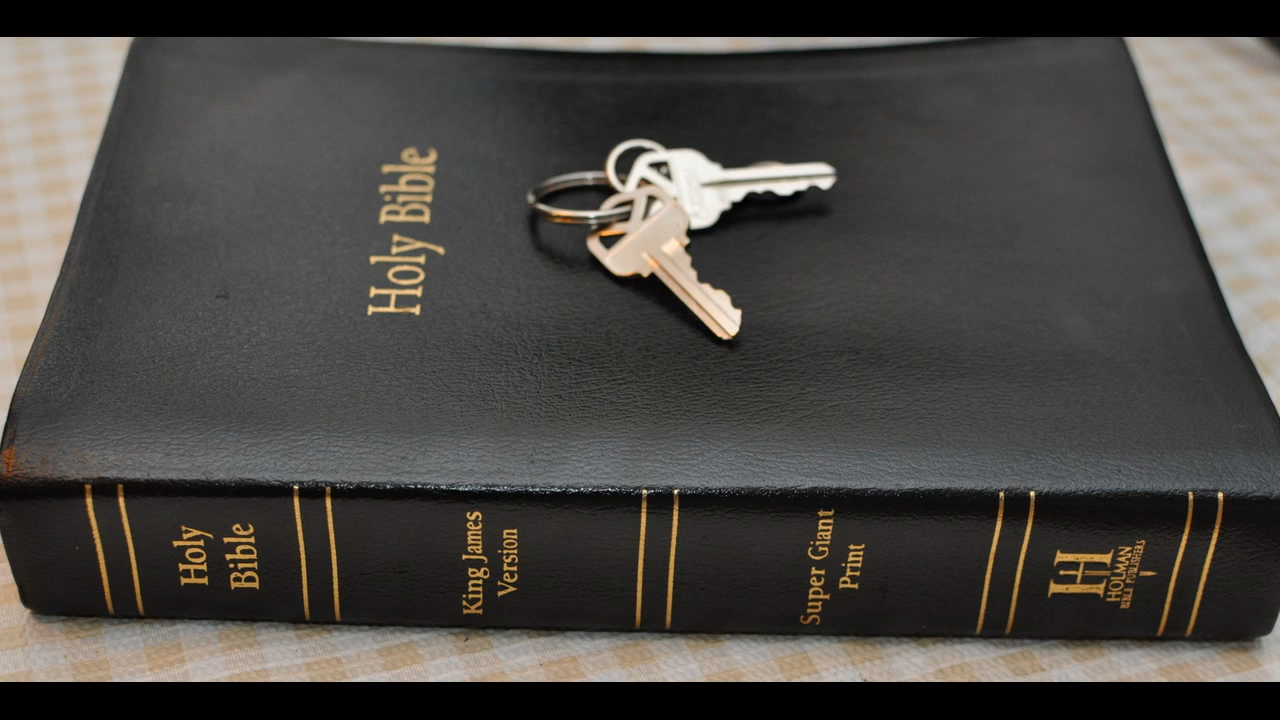 Holy Bible
Holy
Bible
King James
Version
Super Giant
Print
H
HOLMAN
BIBLE PUBLISHERS